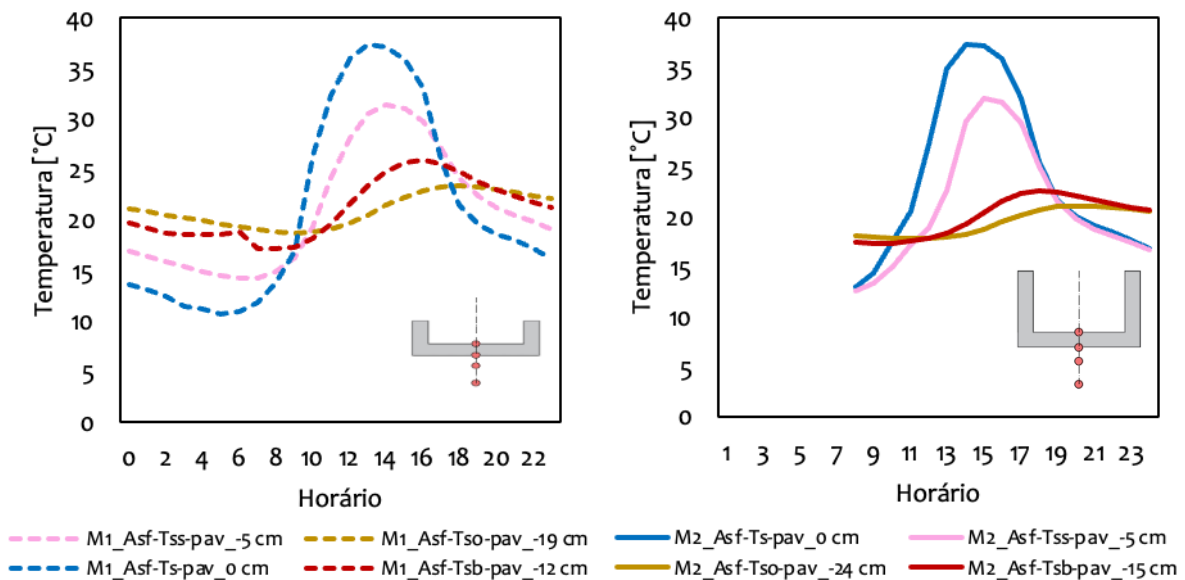 40
35
30
25
20
15
10
5
0
Temperatura [°C]
0 2 4 6 8 10 12 14 16 18 20 22
Horário
40
35
30
25
20
15
10
5
0
Temperatura [°C]
1 3 5 7 9 11 13 15 17 19 21 23
Horário
M1_Asf-Tss-pav_-5 cm M1_Asf-Tso-pav_-19 cm M2_Asf-Ts-pav_0 cm M2_Asf-Tss-pav_-5 cm
M1_Asf-Ts-pav_0 cm M1_Asf-Tsb-pav_-12 cm M2_Asf-Tso-pav_-24 cm M2_Asf-Tsb-pav_-15 cm